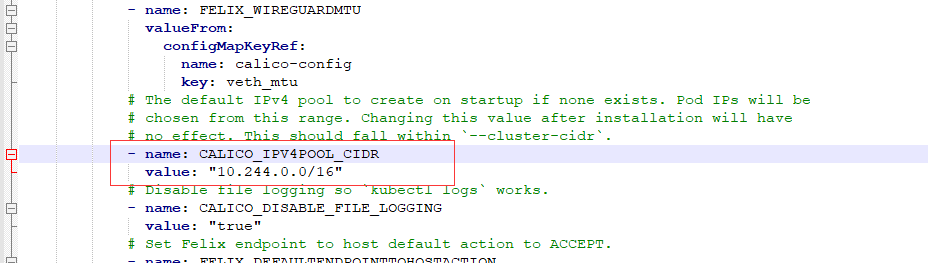 - name: FELIX_WIREGUARDMTU
valueFrom:
configMapKeyRef:
name: calico-config
key: veth_mtu
# The default IPv4 pool to create on startup if none exists. Pod IPs will be
# chosen from this range. Changing this value after installation will have
# no effect. This should fall within `--cluster-cidr`.
- name: CALICO_IPV4POOL_CIDR
value: "10.244.0.0/16"
# Disable file logging so `kubectl logs` works.
- name: CALICO_DISABLE_FILE_LOGGING
value: "true"
# Set Felix endpoint to host default action to ACCEPT.
- name: FELIX_DEFAULTENDPOINTTOHOSTACTION